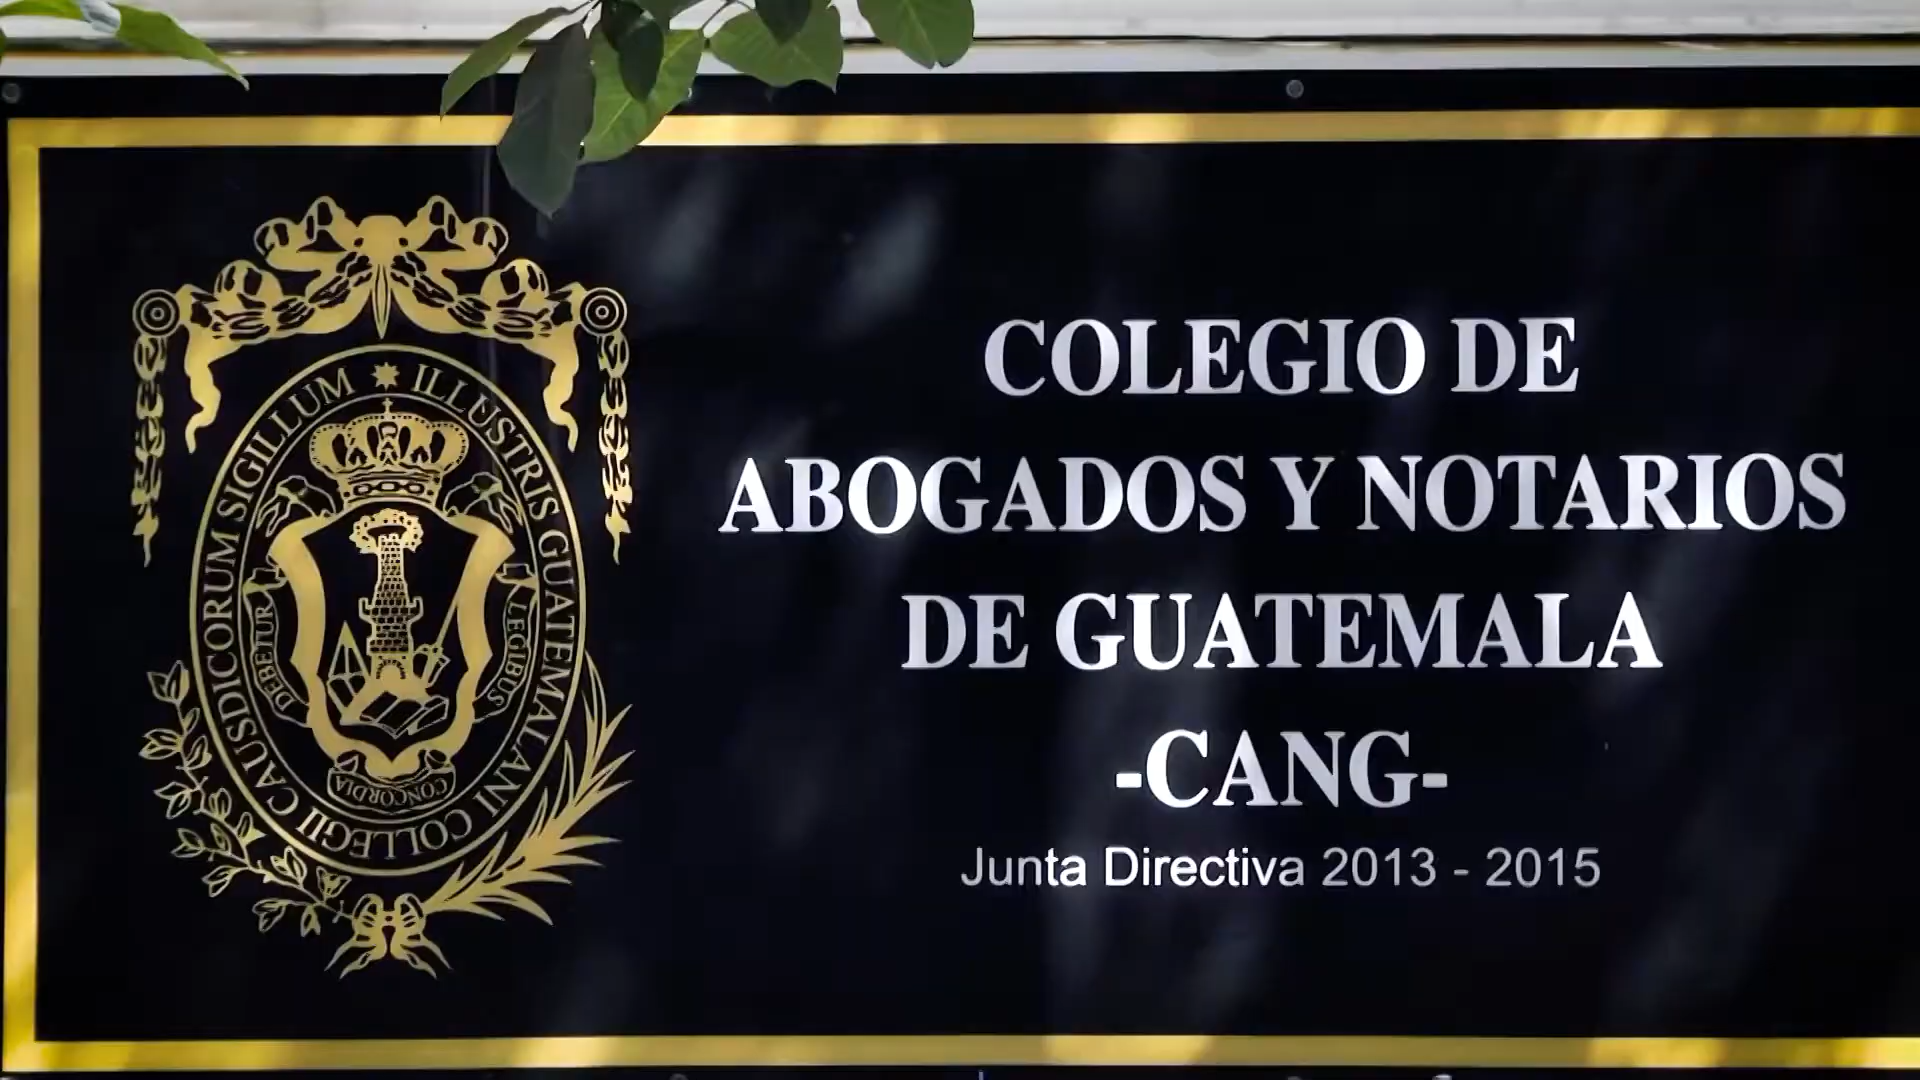 ILLUSTRIS GUATEMALANI COLLEGII CAUSDICORUM SIGILLUM
DEBETUR
LEGIBUS
CONCORDIA
COLEGIO DE
ABOGADOS Y NOTARIOS
DE GUATEMALA
-CANG-
Junta Directiva 2013 - 2015